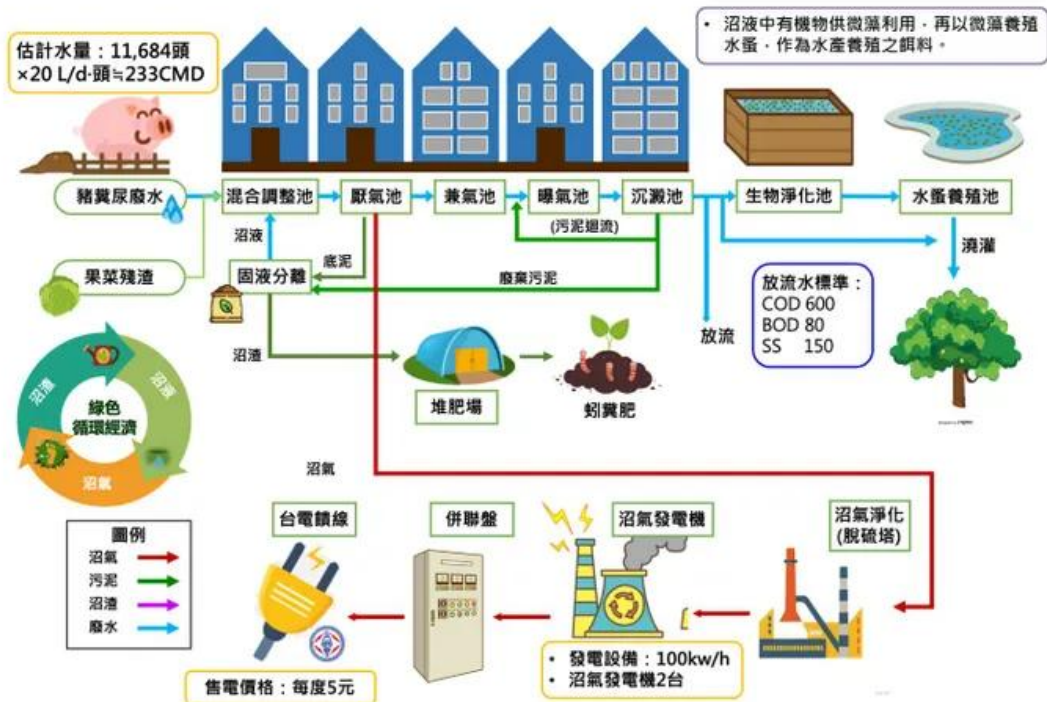 估計水量：11,684頭
×20 L/d·頭≒233CMD
• 沼液中有機物供微藻利用，再以微藻養殖
水蚤，作為水產養殖之餌料。
豬糞尿廢水
混合調整池
厭氧池
兼氧池
曝氣池
沉澱池
生物淨化池
水蚤養殖池
沼液
底泥
(污泥迴流)
澆灌
果菜殘渣
固液分離
廢棄污泥
放流水標準：
COD 600
BOD 80
SS 150
放流
沼渣
堆肥場
蚓糞肥
沼渣
沼液
綠色
循環經濟
沼氣
沼氣
台電饋線
併聯盤
沼氣發電機
沼氣淨化
(脫硫塔)
圖例
沼氣
污泥
沼渣
廢水
• 發電設備：100kw/h
• 沼氣發電機2台
售電價格：每度5元